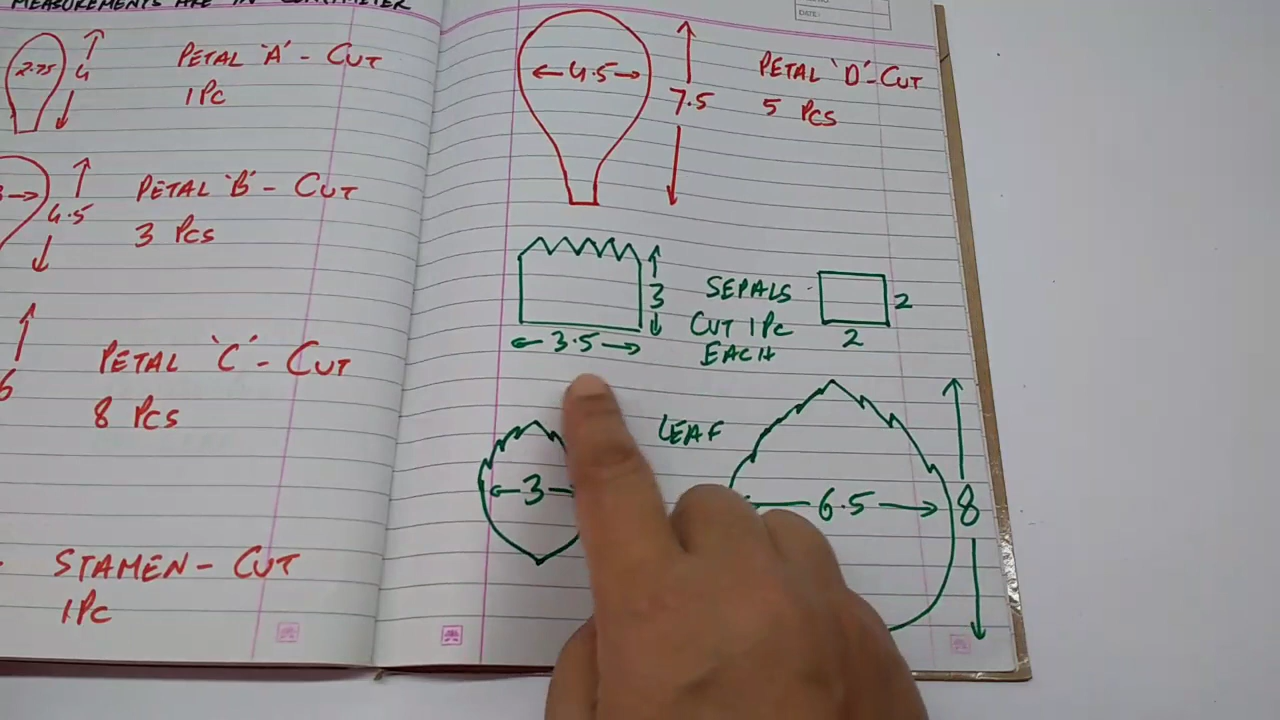 MEASUREMENTS ARE IN CENTIMETER
2.75
4
PETAL 'A' - CUT
1 PC
4.5
PETAL 'B' - CUT
3 PCS
6
PETAL 'C' - CUT
8 PCS
STAMEN - CUT
1 PC
DATE:
4.5
7.5
PETAL 'D' - CUT
5 PCS
3
3.5
SEPALS
CUT 1 PC
EACH
2
2
LEAF
3
6.5
8